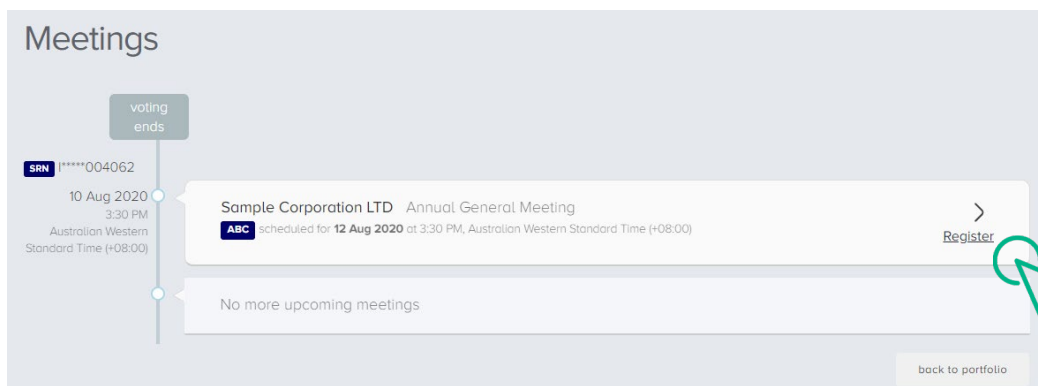 Meetings
voting
ends
SRN I*****004062
10 Aug 2020
3:30 PM
Australian Western
Standard Time (+08:00)
Sample Corporation LTD Annual General Meeting
ABC scheduled for 12 Aug 2020 at 3:30 PM, Australian Western Standard Time (+08:00)
Register
No more upcoming meetings
back to portfolio